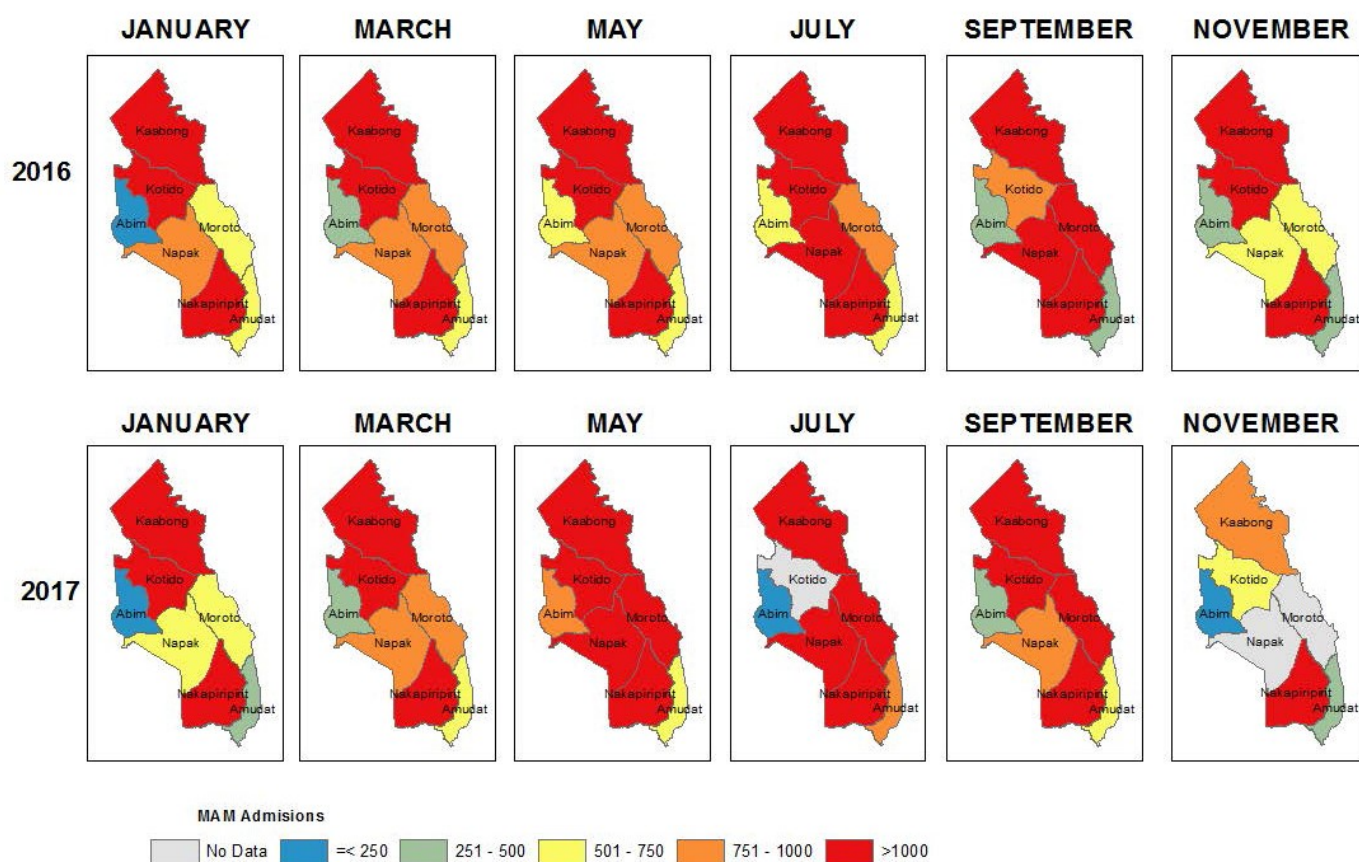 JANUARY MARCH MAY JULY SEPTEMBER NOVEMBER
2016
Kaabong Kaabong Kaabong Kaabong Kaabong Kaabong
Kotido Kotido Kotido Kotido Kotido Kotido
Abim Abim Abim Abim Abim Abim
Moroto Moroto Moroto Moroto Moroto Moroto
Napak Napak Napak Napak Napak Napak
Nakapiripirit Nakapiripirit Nakapiripirit Nakapiripirit Nakapiripirit Nakapiripirit
Amudat Amudat Amudat Amudat Amudat Amudat
JANUARY MARCH MAY JULY SEPTEMBER NOVEMBER
2017
Kaabong Kaabong Kaabong Kaabong Kaabong Kaabong
Kotido Kotido Kotido Kotido Kotido Kotido
Abim Abim Abim Abim Abim Abim
Moroto Moroto Moroto Moroto Moroto Moroto
Napak Napak Napak Napak Napak Napak
Nakapiripirit Nakapiripirit Nakapiripirit Nakapiripirit Nakapiripirit Nakapiripirit
Amudat Amudat Amudat Amudat Amudat Amudat
MAM Admisions
No Data =< 250 251 - 500 501 - 750 751 - 1000 >1000